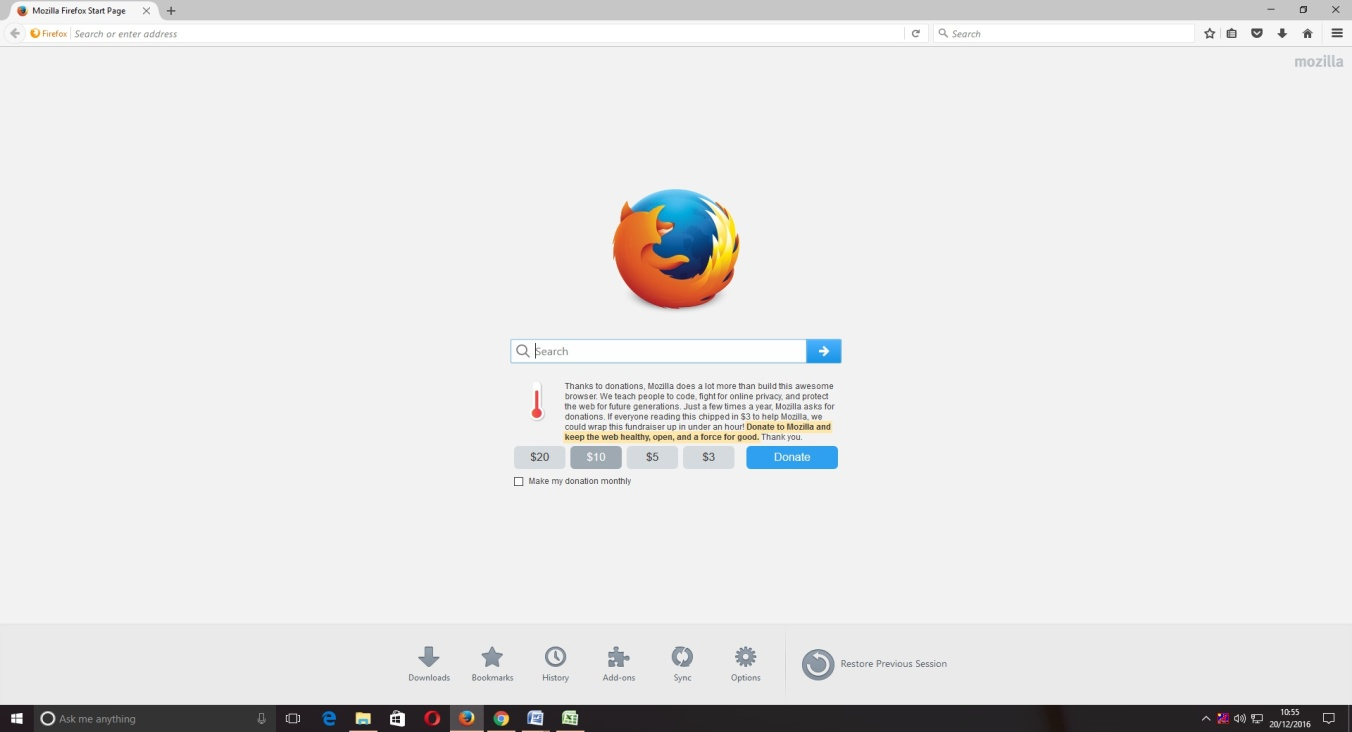 Mozilla Firefox Start Page
Firefox Search or enter address
Search
mozilla
Search
Thanks to donations, Mozilla does a lot more than build this awesome
browser. We teach people to code, fight for online privacy, and protect
the web for future generations. Just a few times a year, Mozilla asks for
donations. If everyone reading this chipped in $3 to help Mozilla, we
could wrap this fundraiser up in under an hour! Donate to Mozilla and
keep the web healthy, open, and a force for good. Thank you.
$20 $10 $5 $3 Donate
Make my donation monthly
Downloads Bookmarks History Add-ons Sync Options Restore Previous Session
Ask me anything
10:55
20/12/2016